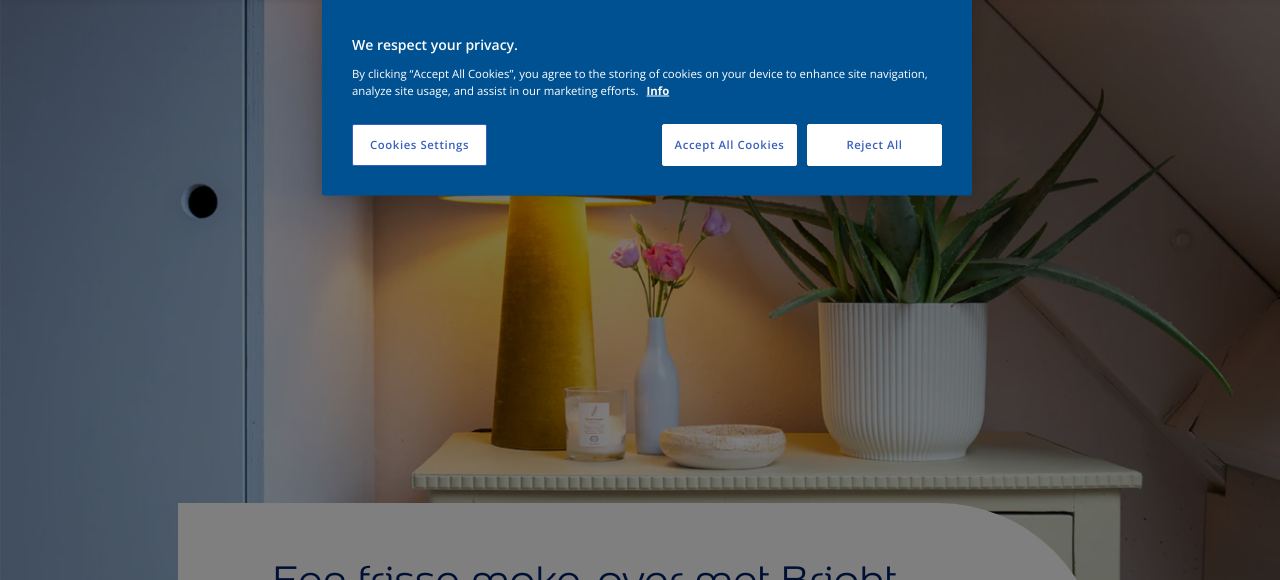 We respect your privacy.
By clicking “Accept All Cookies”, you agree to the storing of cookies on your device to enhance site navigation,
analyze site usage, and assist in our marketing efforts. Info
Cookies Settings
Accept All Cookies
Reject All
Een frisse make-over met Bright